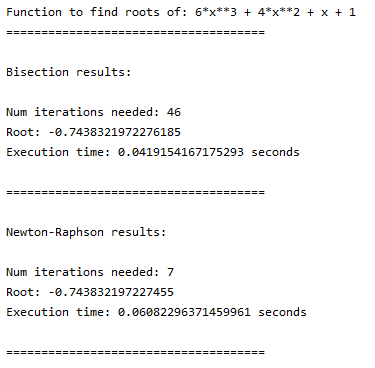 Function to find roots of: 6*x**3 + 4*x**2 + x + 1
=====================================
Bisection results:
Num iterations needed: 46
Root: -0.7438321972276185
Execution time: 0.0419154167175293 seconds
=====================================
Newton-Raphson results:
Num iterations needed: 7
Root: -0.743832197227455
Execution time: 0.06082296371459961 seconds
=====================================